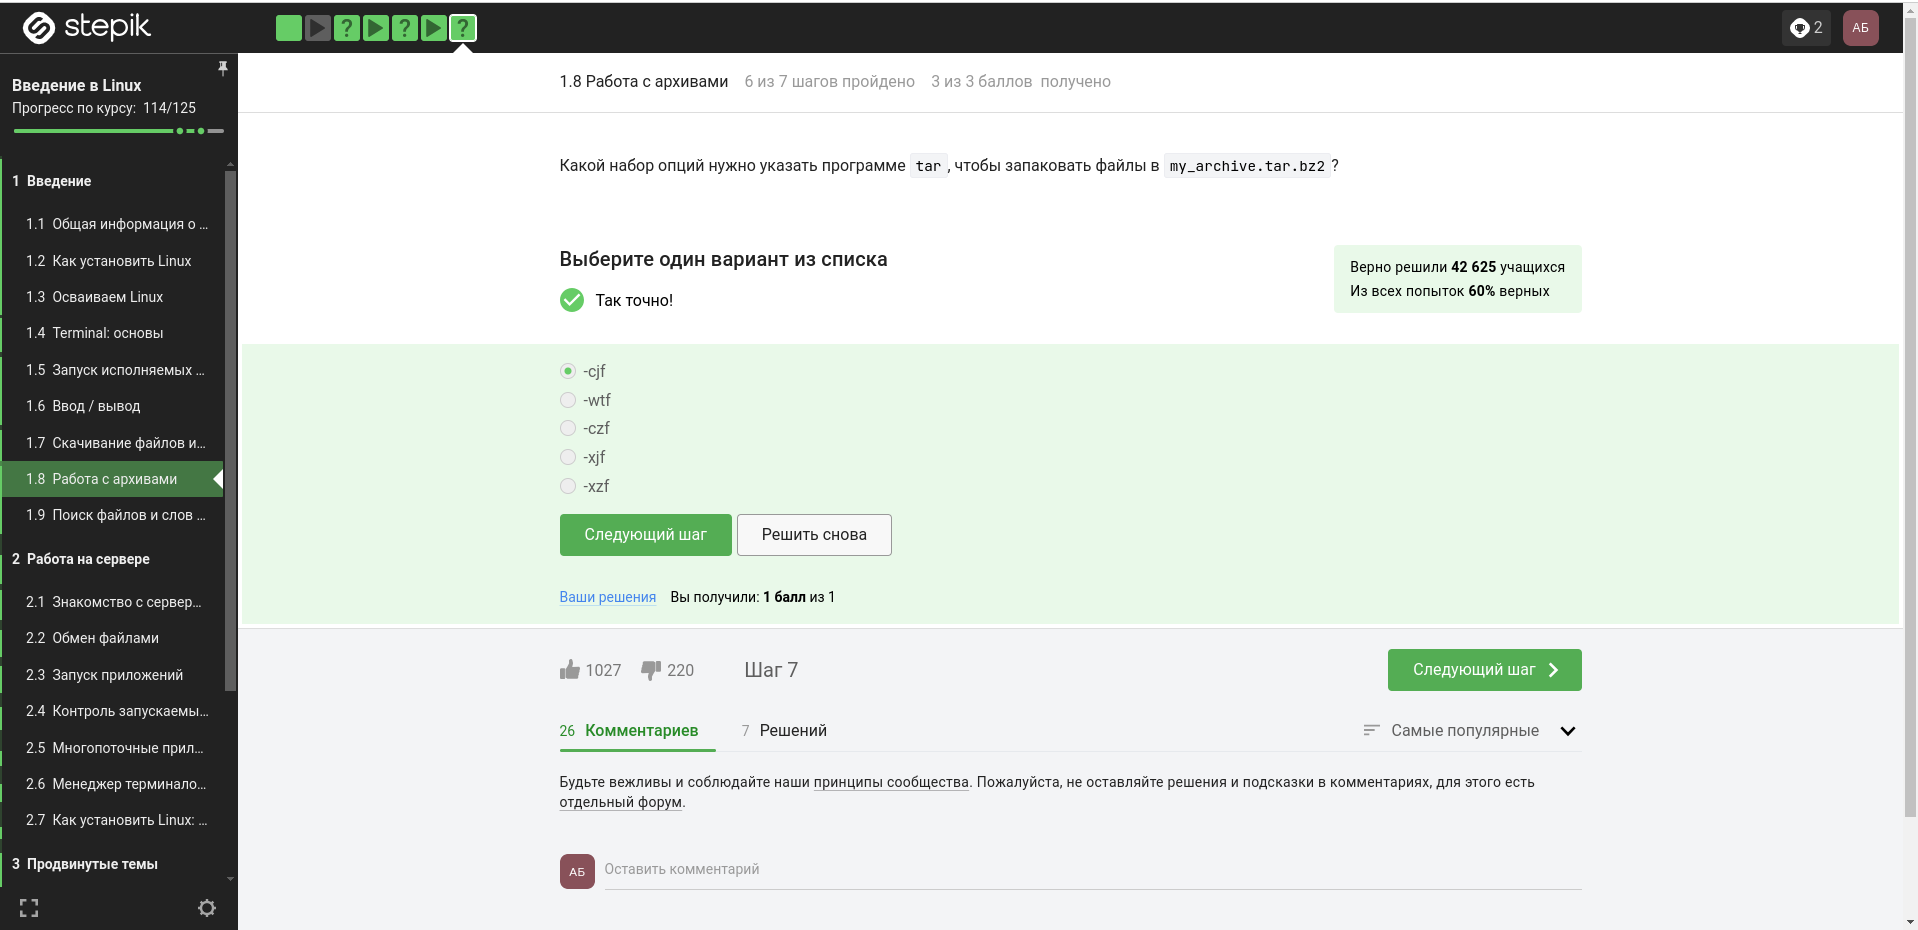 stepik
? ? ?
2
АБ
Введение в Linux
Прогресс по курсу: 114/125
1 Введение
1.1 Общая информация о ...
1.2 Как установить Linux
1.3 Осваиваем Linux
1.4 Terminal: основы
1.5 Запуск исполняемых ...
1.6 Ввод / вывод
1.7 Скачивание файлов и...
1.8 Работа с архивами
1.9 Поиск файлов и слов ...
2 Работа на сервере
2.1 Знакомство с сервер...
2.2 Обмен файлами
2.3 Запуск приложений
2.4 Контроль запускаемы...
2.5 Многопоточные прил...
2.6 Менеджер терминало...
2.7 Как установить Linux: ...
3 Продвинутые темы
1.8 Работа с архивами 6 из 7 шагов пройдено 3 из 3 баллов получено
Какой набор опций нужно указать программе tar, чтобы запаковать файлы в my_archive.tar.bz2?
Выберите один вариант из списка
Так точно!
Верно решили 42 625 учащихся
Из всех попыток 60% верных
-cjf
-wtf
-czf
-xjf
-xzf
Следующий шаг Решить снова
Ваши решения Вы получили: 1 балл из 1
1027 220 Шаг 7 Следующий шаг
26 Комментариев 7 Решений Самые популярные
Будьте вежливы и соблюдайте наши принципы сообщества. Пожалуйста, не оставляйте решения и подсказки в комментариях, для этого есть
отдельный форум.
АБ Оставить комментарий